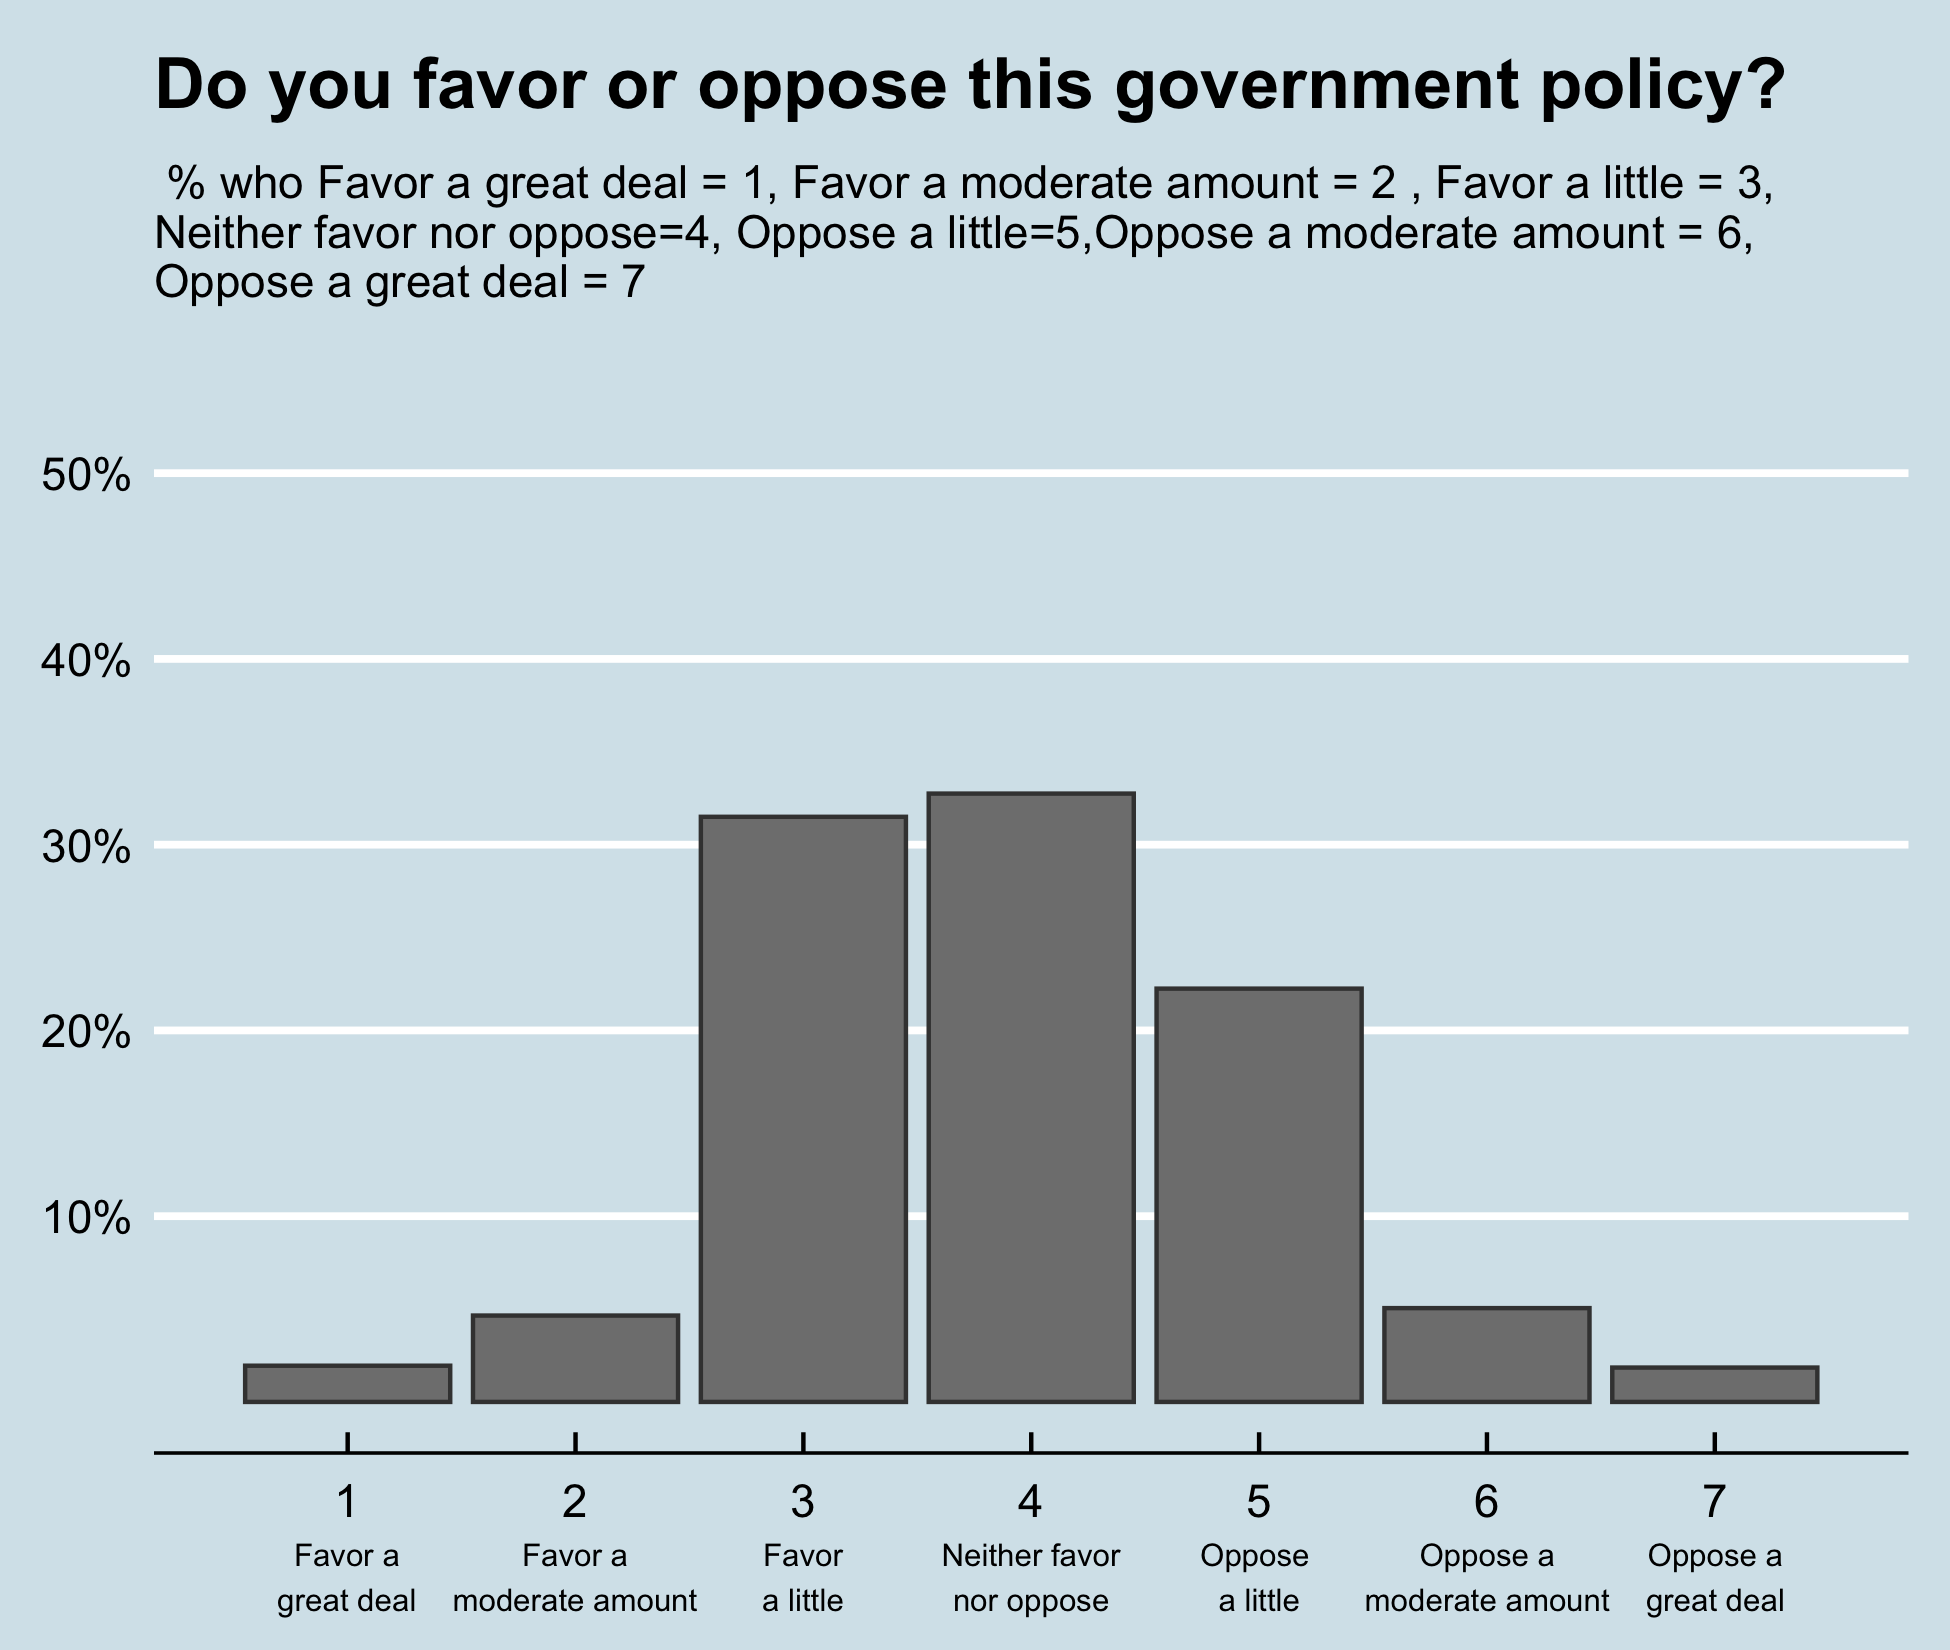 Do you favor or oppose this government policy?
% who Favor a great deal = 1, Favor a moderate amount = 2 , Favor a little = 3,
Neither favor nor oppose=4, Oppose a little=5,Oppose a moderate amount = 6,
Oppose a great deal = 7
50%
40%
30%
20%
10%
1 2 3 4 5 6 7
Favor a Favor a Favor Neither favor Oppose Oppose a Oppose a
great deal moderate amount a little nor oppose a little moderate amount great deal